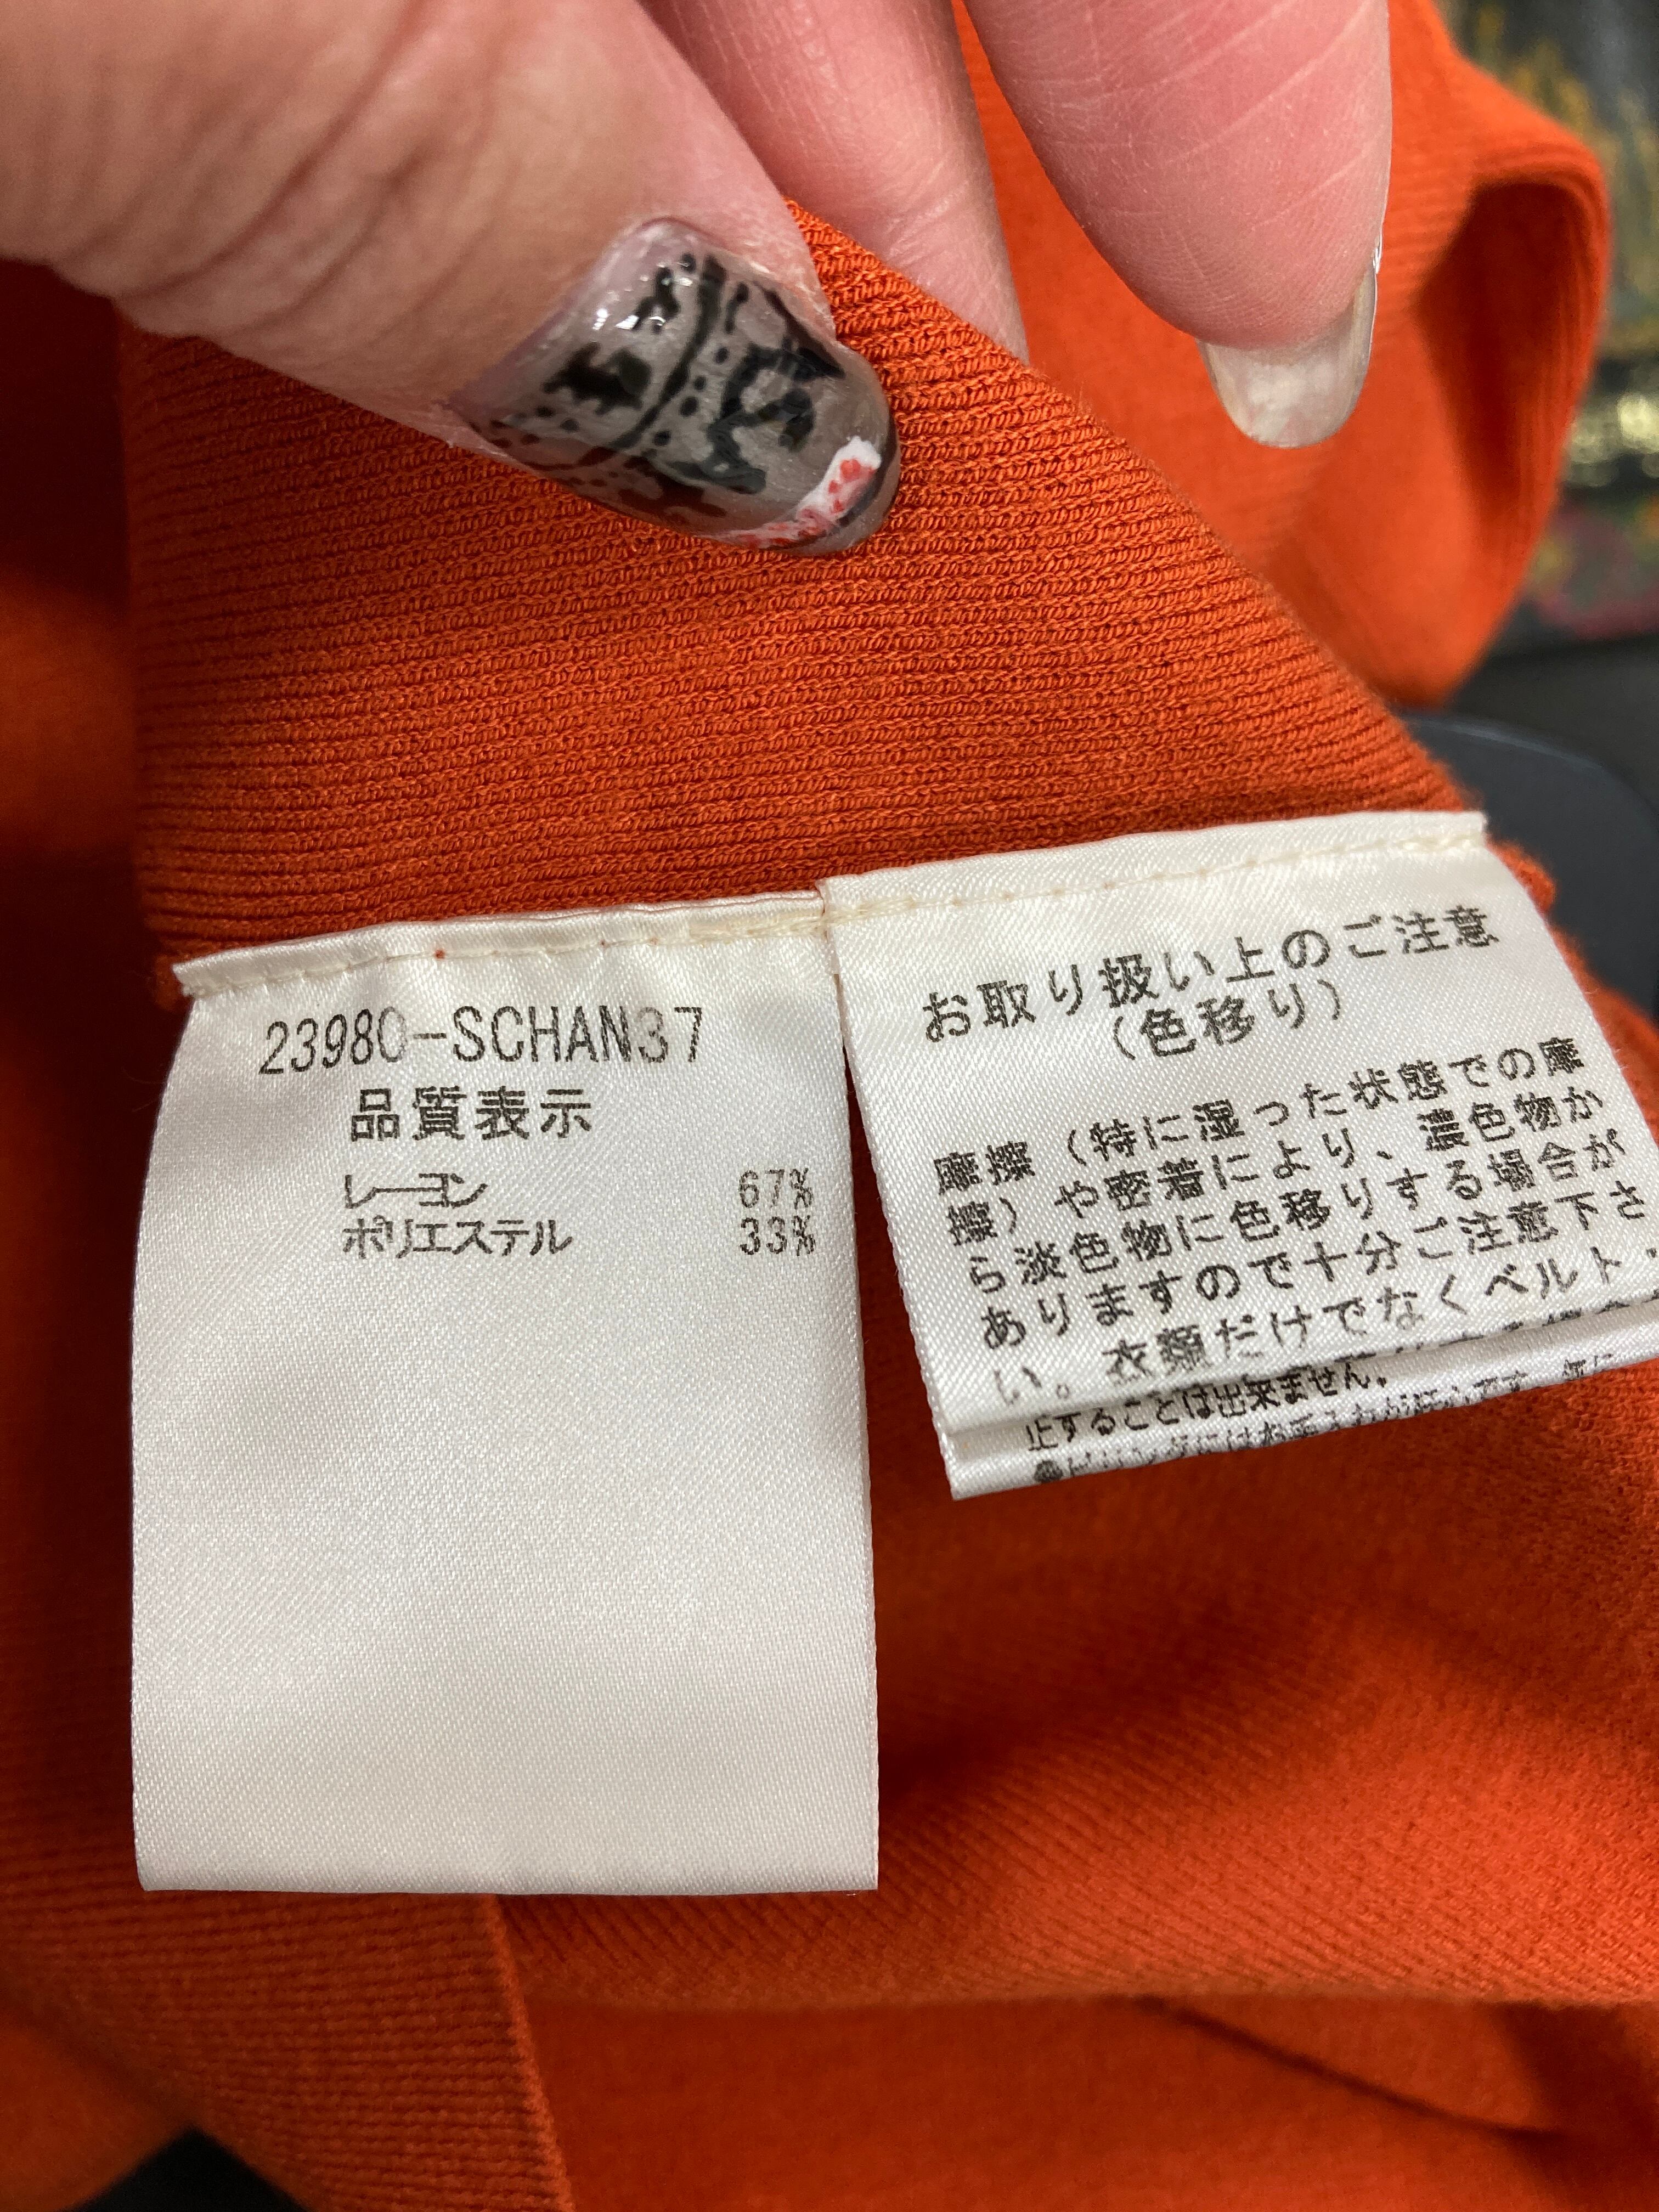 23980-SCHAN37
品質表示
レーヨン 67%
ポリエステル 33%
お取り扱い上のご注意
（色移り）
摩擦（特に湿った状態での摩
擦）や密着により、濃色物か
ら淡色物に色移りする場合が
ありますので十分ご注意下さ
い。衣類だけでなくベルト・
止することは出来ません。